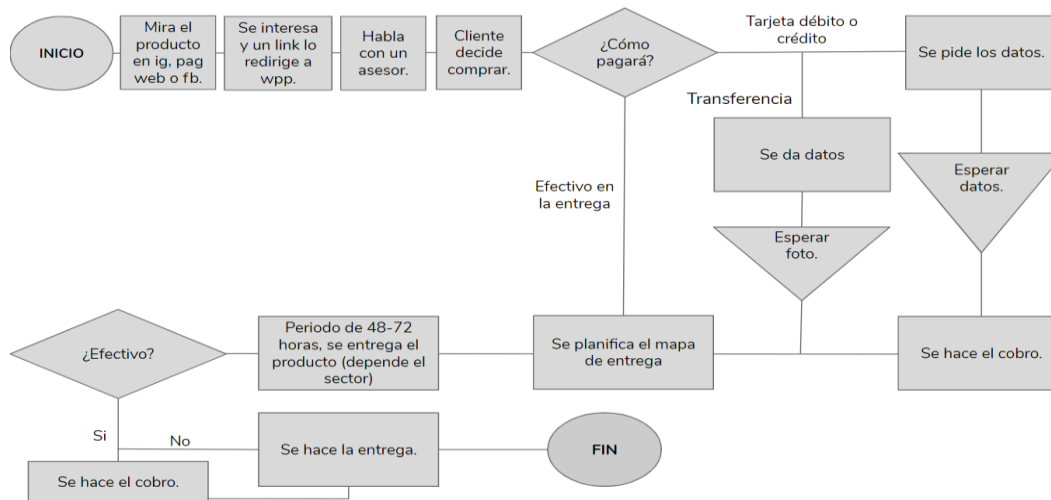 INICIO
Mira el
producto
en ig, pag
web o fb.
Se interesa
y un link lo
redirige a
wpp.
Habla
con un
asesor.
Cliente
decide
comprar.
¿Cómo
pagará?
Tarjeta débito o
crédito
Se pide los datos.
Transferencia
Se da datos
Esperar
datos.
Efectivo en
la entrega
Esperar
foto.
¿Efectivo?
Periodo de 48-72
horas, se entrega el
producto (depende el
sector)
Se planifica el mapa
de entrega
Se hace el cobro.
Si
No
Se hace la entrega.
FIN
Se hace el cobro.